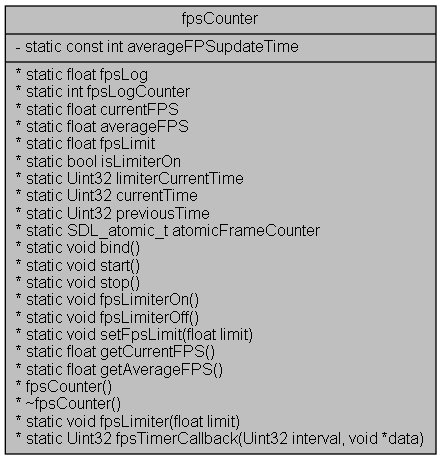 fpsCounter
- static const int averageFPSupdateTime
* static float fpsLog
* static int fpsLogCounter
* static float currentFPS
* static float averageFPS
* static float fpsLimit
* static bool isLimiterOn
* static Uint32 limiterCurrentTime
* static Uint32 currentTime
* static Uint32 previousTime
* static SDL_atomic_t atomicFrameCounter
* static void bind()
* static void start()
* static void stop()
* static void fpsLimiterOn()
* static void fpsLimiterOff()
* static void setFpsLimit(float limit)
* static float getCurrentFPS()
* static float getAverageFPS()
* fpsCounter()
* ~fpsCounter()
* static void fpsLimiter(float limit)
* static Uint32 fpsTimerCallback(Uint32 interval, void *data)